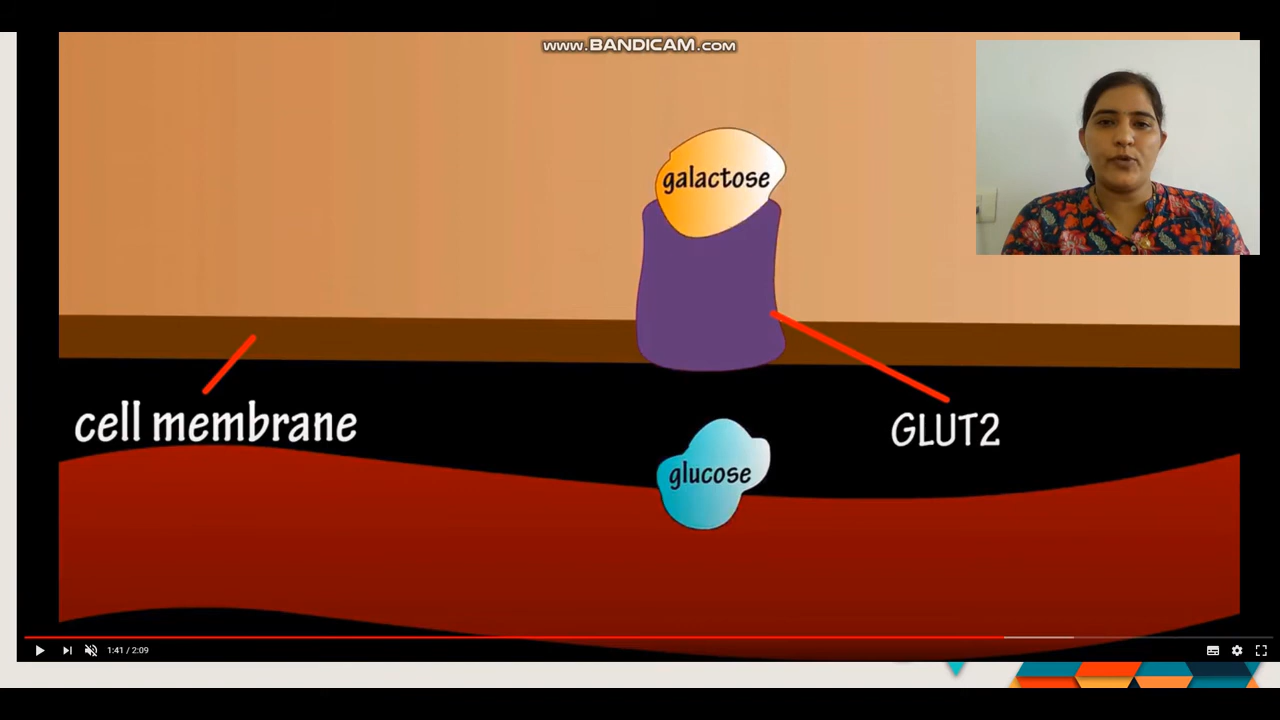 www.BANDICAM.com
galactose
cell membrane
GLUT2
glucose
1:41 / 2:09